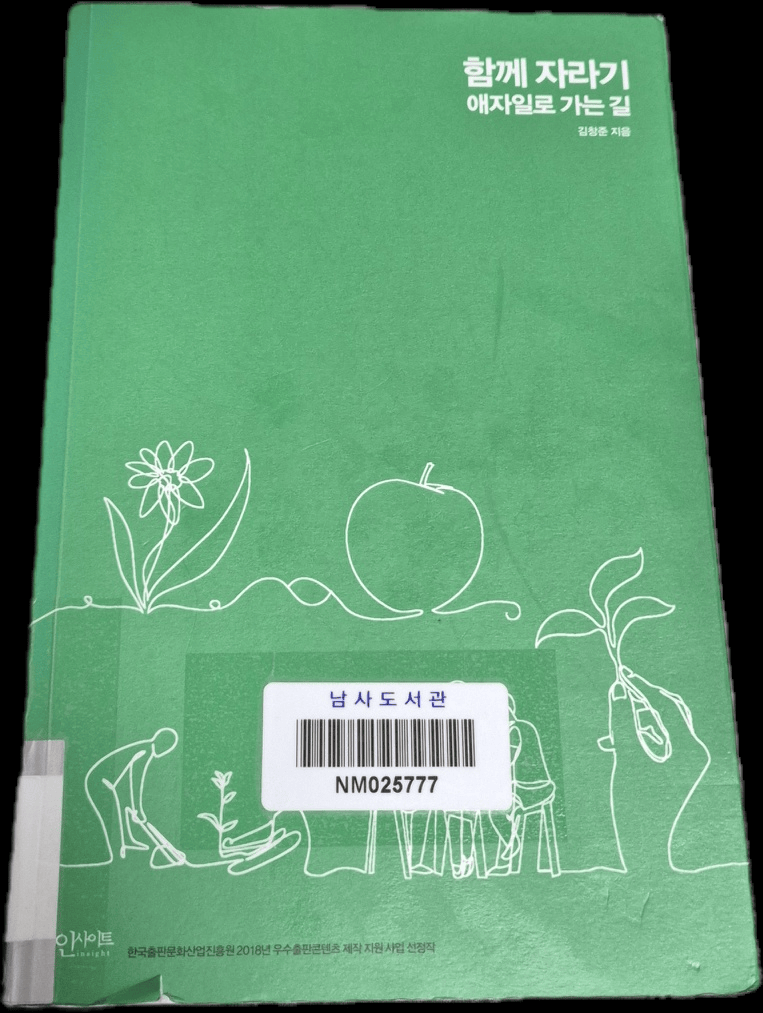 함께 자라기
애자일로 가는 길
김창준 지음
남사도서관
NM025777
인사이트
insight
한국출판문화산업진흥원 2018년 우수출판콘텐츠 제작 지원 사업 선정작